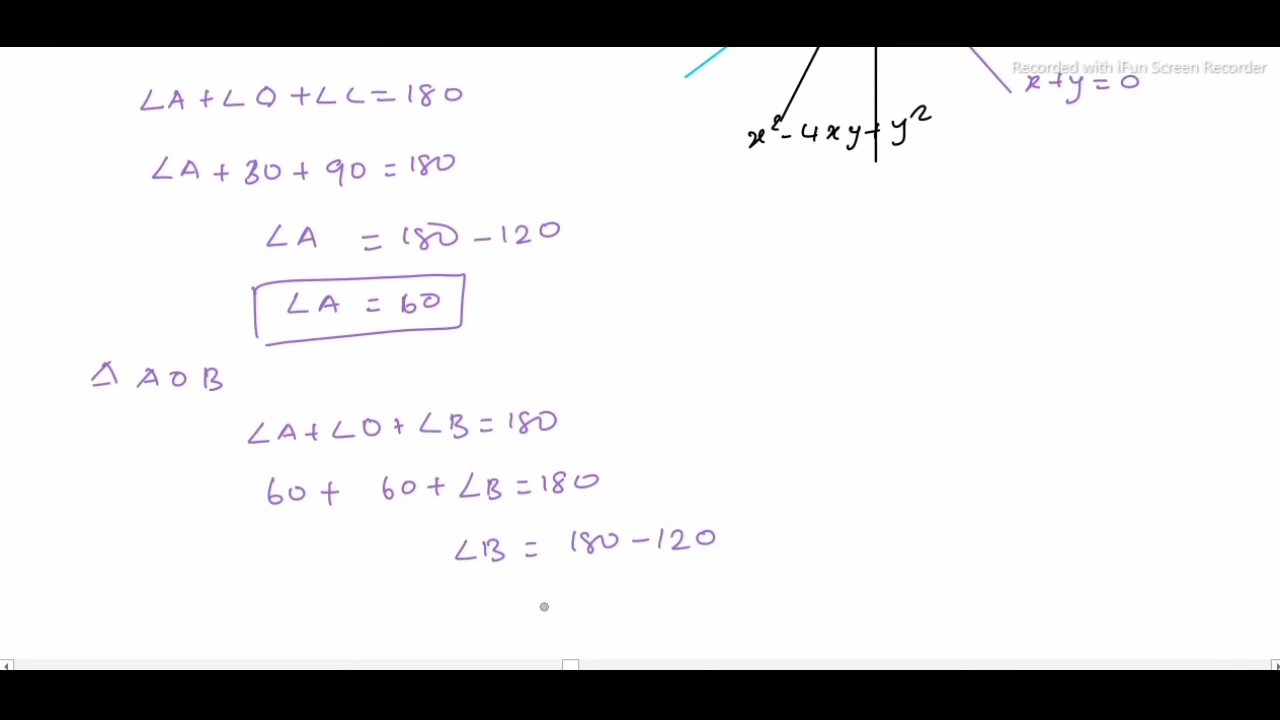 Recorded with iFun Screen Recorder
x+y=0
x²-4xy+y²
∠A+∠O+∠C=180
∠A+30+90=180
∠A =180-120
∠A = 60
△ AOB
∠A+∠O+∠B=180
60+ 60+∠B=180
∠B= 180-120